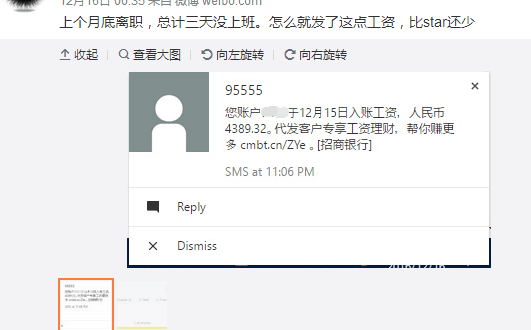 12月16日 00:35 来自 微博 weibo.com
上个月底离职，总计三天没上班。怎么就发了这点工资，比star还少
收起 查看大图 向左旋转 向右旋转
95555
您账户 于12月15日入账工资，人民币
4389.32。代发客户专享工资理财，帮你赚更
多 cmbt.cn/ZYe 。[招商银行]
SMS at 11:06 PM
Reply
Dismiss